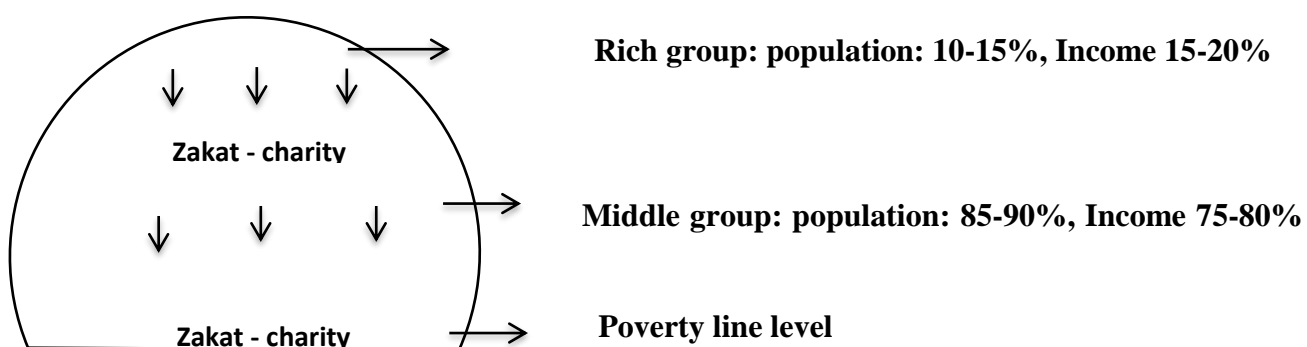 Rich group: population: 10-15%, Income 15-20%
Zakat - charity
Middle group: population: 85-90%, Income 75-80%
Poverty line level
Zakat - charity